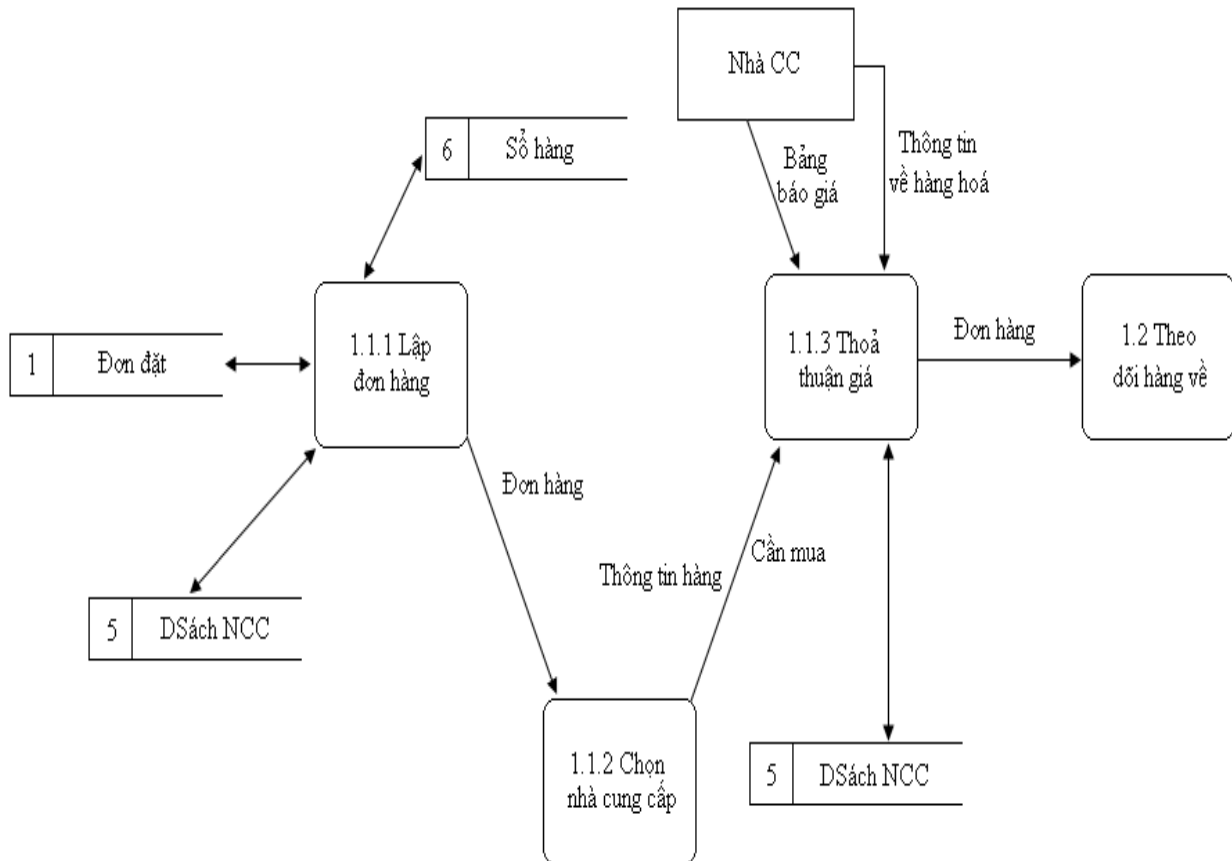 Nhà CC
6
Sổ hàng
Bảng
báo giá
Thông tin
về hàng hoá
1
Đơn đặt
1.1.1 Lập
đơn hàng
1.1.3 Thoả
thuận giá
Đơn hàng
1.2 Theo
dõi hàng về
Đơn hàng
Thông tin hàng
Cần mua
5
DSách NCC
1.1.2 Chọn
nhà cung cấp
5
DSách NCC